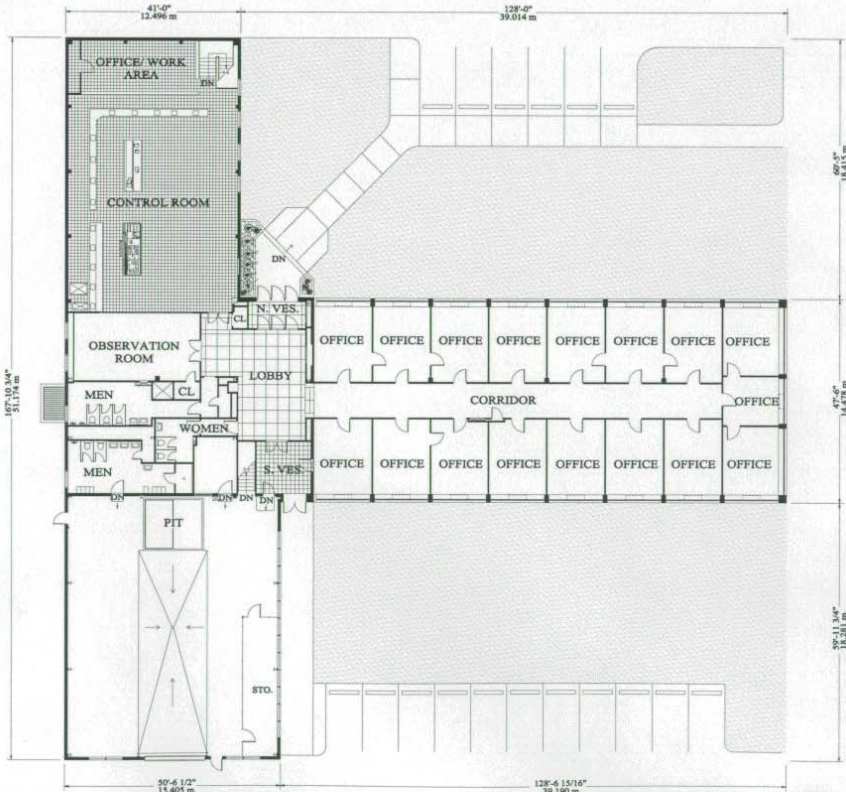 41'-0"
12.496 m
128'-0"
39.014 m
OFFICE/ WORK
AREA
DN
CONTROL ROOM
60'-5"
18.415 m
DN
CL
N. VES.
OBSERVATION
ROOM
LOBBY
OFFICE OFFICE OFFICE OFFICE OFFICE OFFICE OFFICE OFFICE
167'-10 3/4"
51.174 m
MEN
CL
CORRIDOR
OFFICE
47'-6"
14.478 m
WOMEN
MEN
S. VES.
OFFICE OFFICE OFFICE OFFICE OFFICE OFFICE OFFICE OFFICE
DN
DN
DN
DN
PIT
STO.
59'-11 3/4"
18.281 m
50'-6 1/2"
15.405 m
128'-6 15/16"
39.190 m